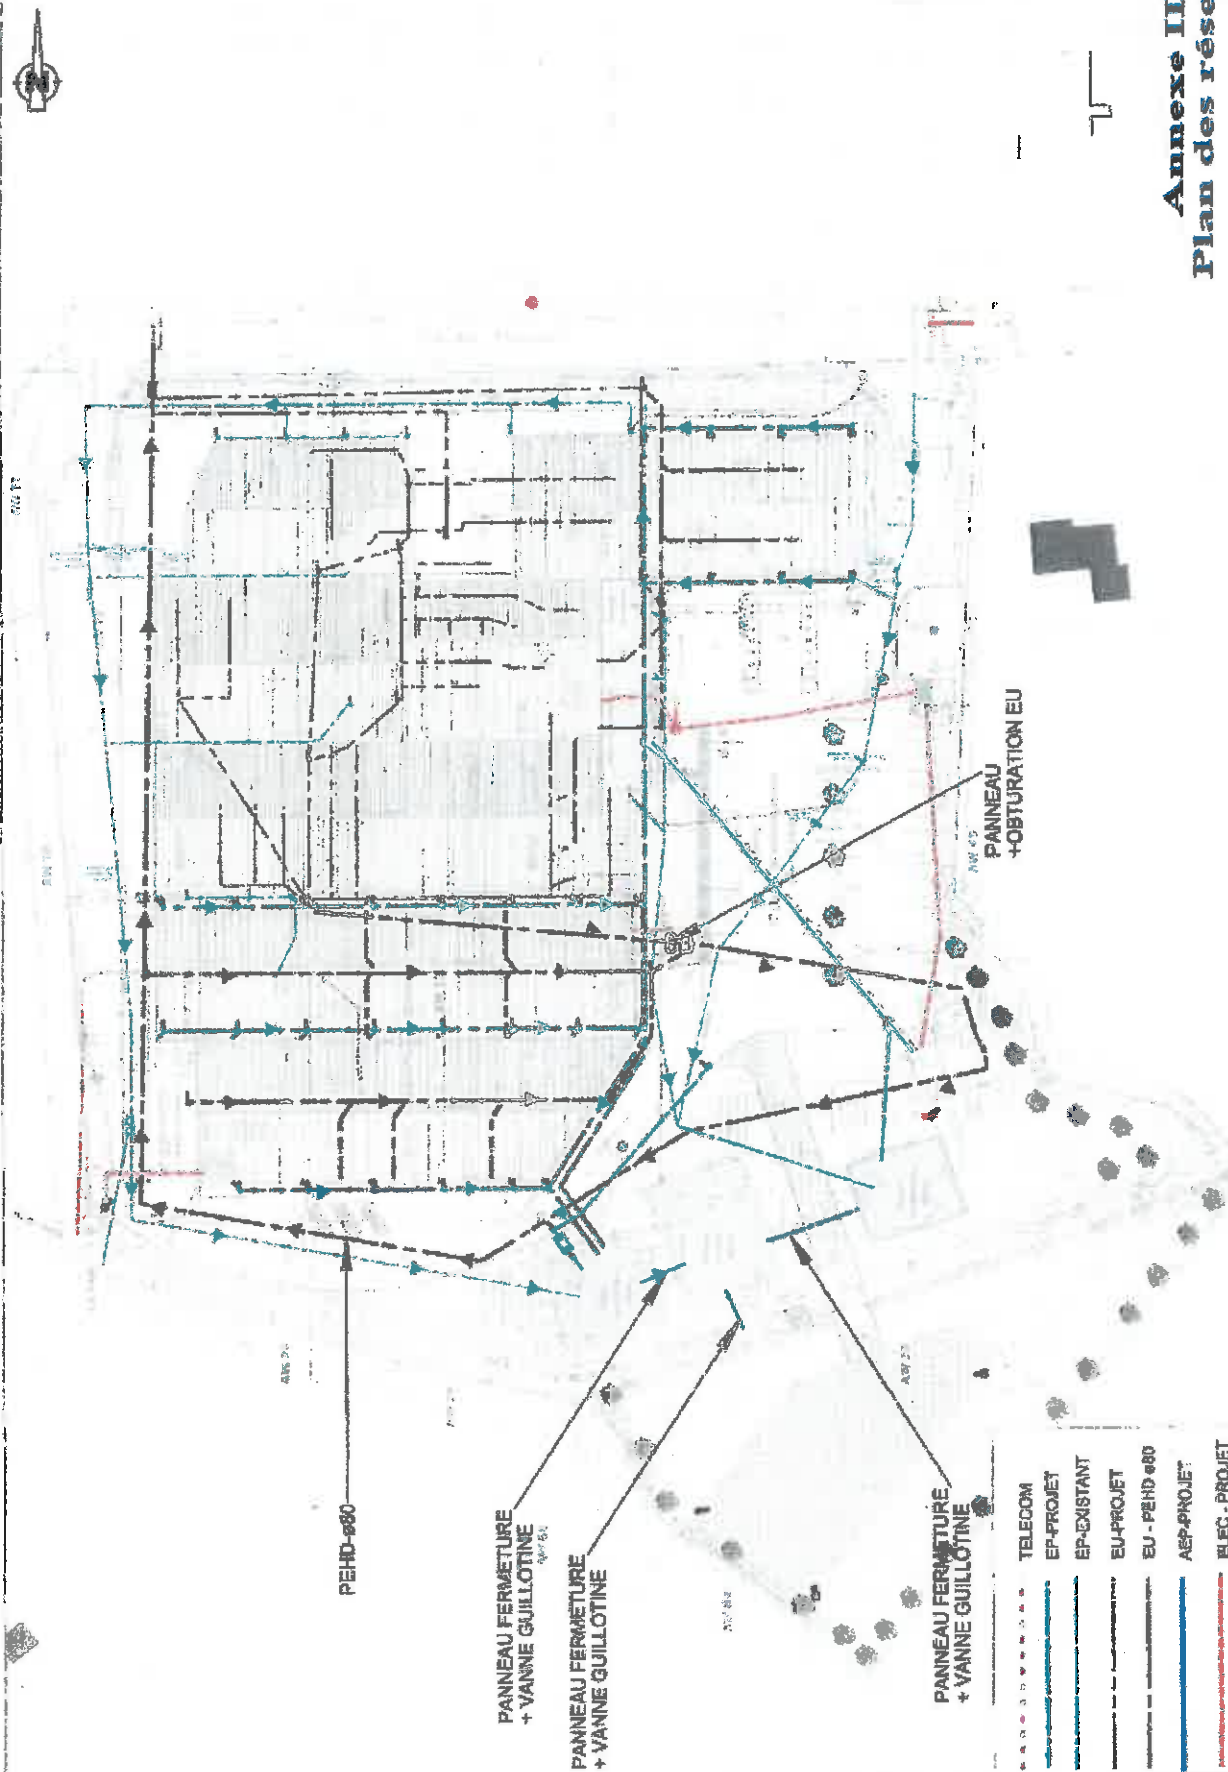 Annexe II
Plan des rése
PANNEAU
+OBTURATION EU
PEHD-ø80
PANNEAU FERMETURE
+ VANNE GUILLOTINE
PANNEAU FERMETURE
+ VANNE GUILLOTINE
PANNEAU FERMETURE
+ VANNE GUILLOTINE
TELECOM
EP-PROJET
EP-EXISTANT
EU-PROJET
EU - PEHD ø80
AEP-PROJET
ELEC - PROJET